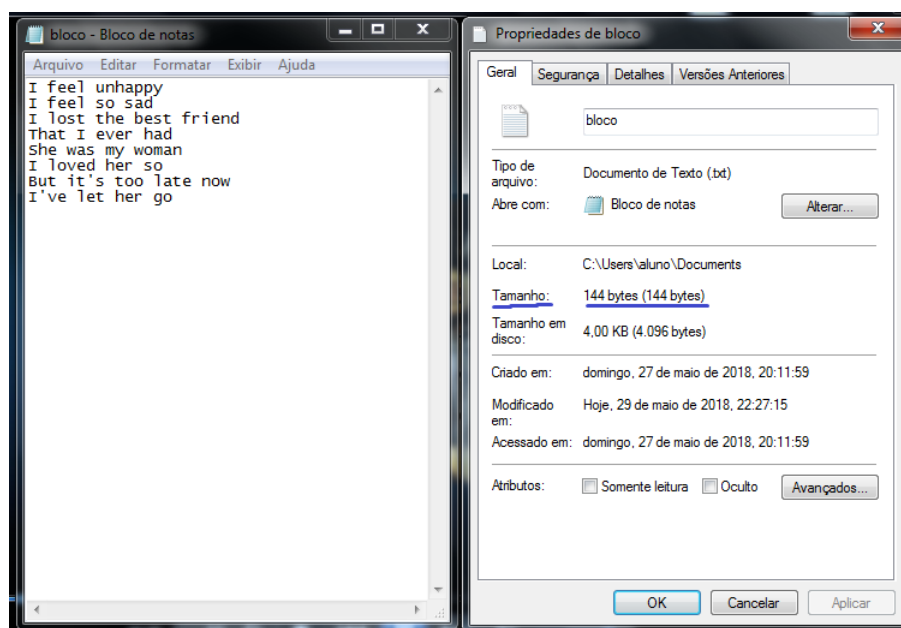 bloco - Bloco de notas
Arquivo Editar Formatar Exibir Ajuda
I feel unhappy
I feel so sad
I lost the best friend
That I ever had
She was my woman
I loved her so
But it's too late now
I've let her go
Propriedades de bloco
Geral Segurança Detalhes Versões Anteriores
bloco
Tipo de
arquivo: Documento de Texto (.txt)
Abre com: Bloco de notas Alterar...
Local: C:\Users\aluno\Documents
Tamanho: 144 bytes (144 bytes)
Tamanho em
disco: 4,00 KB (4.096 bytes)
Criado em: domingo, 27 de maio de 2018, 20:11:59
Modificado
em: Hoje, 29 de maio de 2018, 22:27:15
Acessado em: domingo, 27 de maio de 2018, 20:11:59
Atributos: Somente leitura Oculto Avançados...
OK Cancelar Aplicar